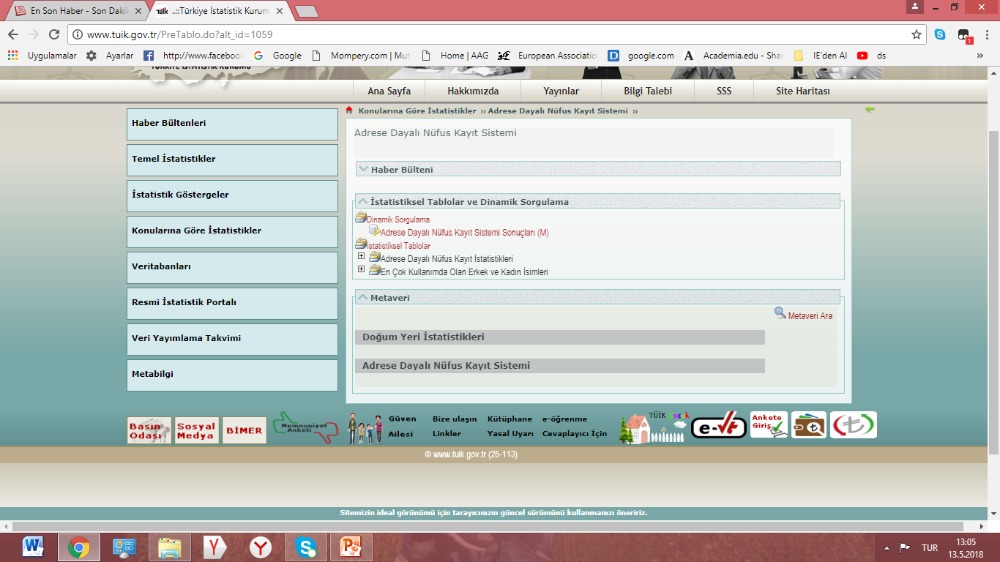 En Son Haber - Son Daki
..::Türkiye İstatistik Kurum
www.tuik.gov.tr/PreTablo.do?alt_id=1059
Uygulamalar Ayarlar http://www.facebook Google Mompery.com | Mut Home | AAG European Associatio google.com Academia.edu - Shar IE'den Al ds »
TÜRKİYE İSTATİSTİK KURUMU
Ana Sayfa Hakkımızda Yayınlar Bilgi Talebi SSS Site Haritası
Konularına Göre İstatistikler ›› Adrese Dayalı Nüfus Kayıt Sistemi ››
Haber Bültenleri
Temel İstatistikler
İstatistik Göstergeler
Konularına Göre İstatistikler
Veritabanları
Resmi İstatistik Portalı
Veri Yayımlama Takvimi
Metabilgi
Adrese Dayalı Nüfus Kayıt Sistemi
Haber Bülteni
İstatistiksel Tablolar ve Dinamik Sorgulama
Dinamik Sorgulama
Adrese Dayalı Nüfus Kayıt Sistemi Sonuçları (M)
İstatistiksel Tablolar
Adrese Dayalı Nüfus Kayıt İstatistikleri
En Çok Kullanımda Olan Erkek ve Kadın İsimleri
Metaveri
Metaveri Ara
Doğum Yeri İstatistikleri
Adrese Dayalı Nüfus Kayıt Sistemi
Basın
Odası
Sosyal
Medya
BİMER
Memnuniyet
Anketi
Güven
Ailesi
Bize ulaşın Kütüphane e-öğrenme
Linkler Yasal Uyarı Cevaplayıcı İçin
TÜİK Çocuk
e-VT
Ankete
Giriş
© www.tuik.gov.tr (25-113)
Sitemizin ideal görünümü için tarayıcınızın güncel sürümünü kullanmanızı öneririz.
TUR
13:05
13.5.2018